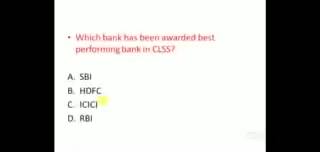 • Which bank has been awarded best
performing bank in CLSS?
A. SBI
B. HDFC
C. ICICI
D. RBI